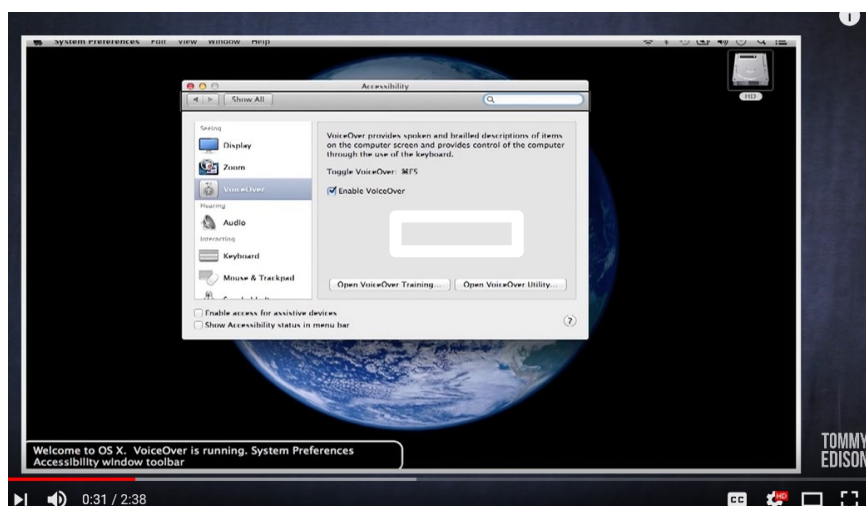 System Preferences Edit View Window Help
HD
Accessibility
Show All
Seeing
Display
Zoom
VoiceOver
Hearing
Audio
Interacting
Keyboard
Mouse & Trackpad
VoiceOver provides spoken and brailled descriptions of items
on the computer screen and provides control of the computer
through the use of the keyboard.
Toggle VoiceOver: ⌘F5
Enable VoiceOver
Open VoiceOver Training...
Open VoiceOver Utility...
Enable access for assistive devices
Show Accessibility status in menu bar
?
Welcome to OS X. VoiceOver is running. System Preferences
Accessibility window toolbar
TOMMY
EDISON
0:31 / 2:38
CC
HD